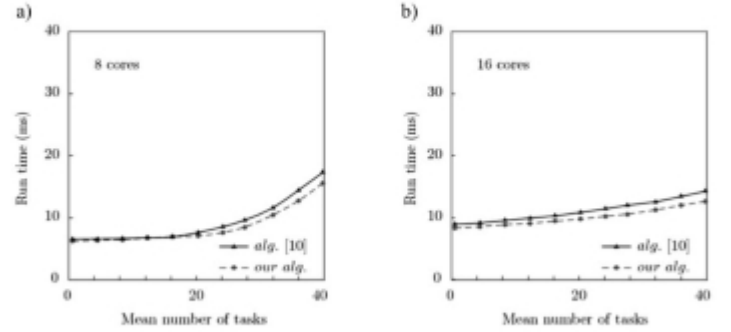 a)
8 cores
40
30
20
10
0
Run time (ms)
alg. [10]
our alg.
0 20 40
Mean number of tasks
b)
16 cores
40
30
20
10
0
Run time (ms)
alg. [10]
our alg.
0 20 40
Mean number of tasks